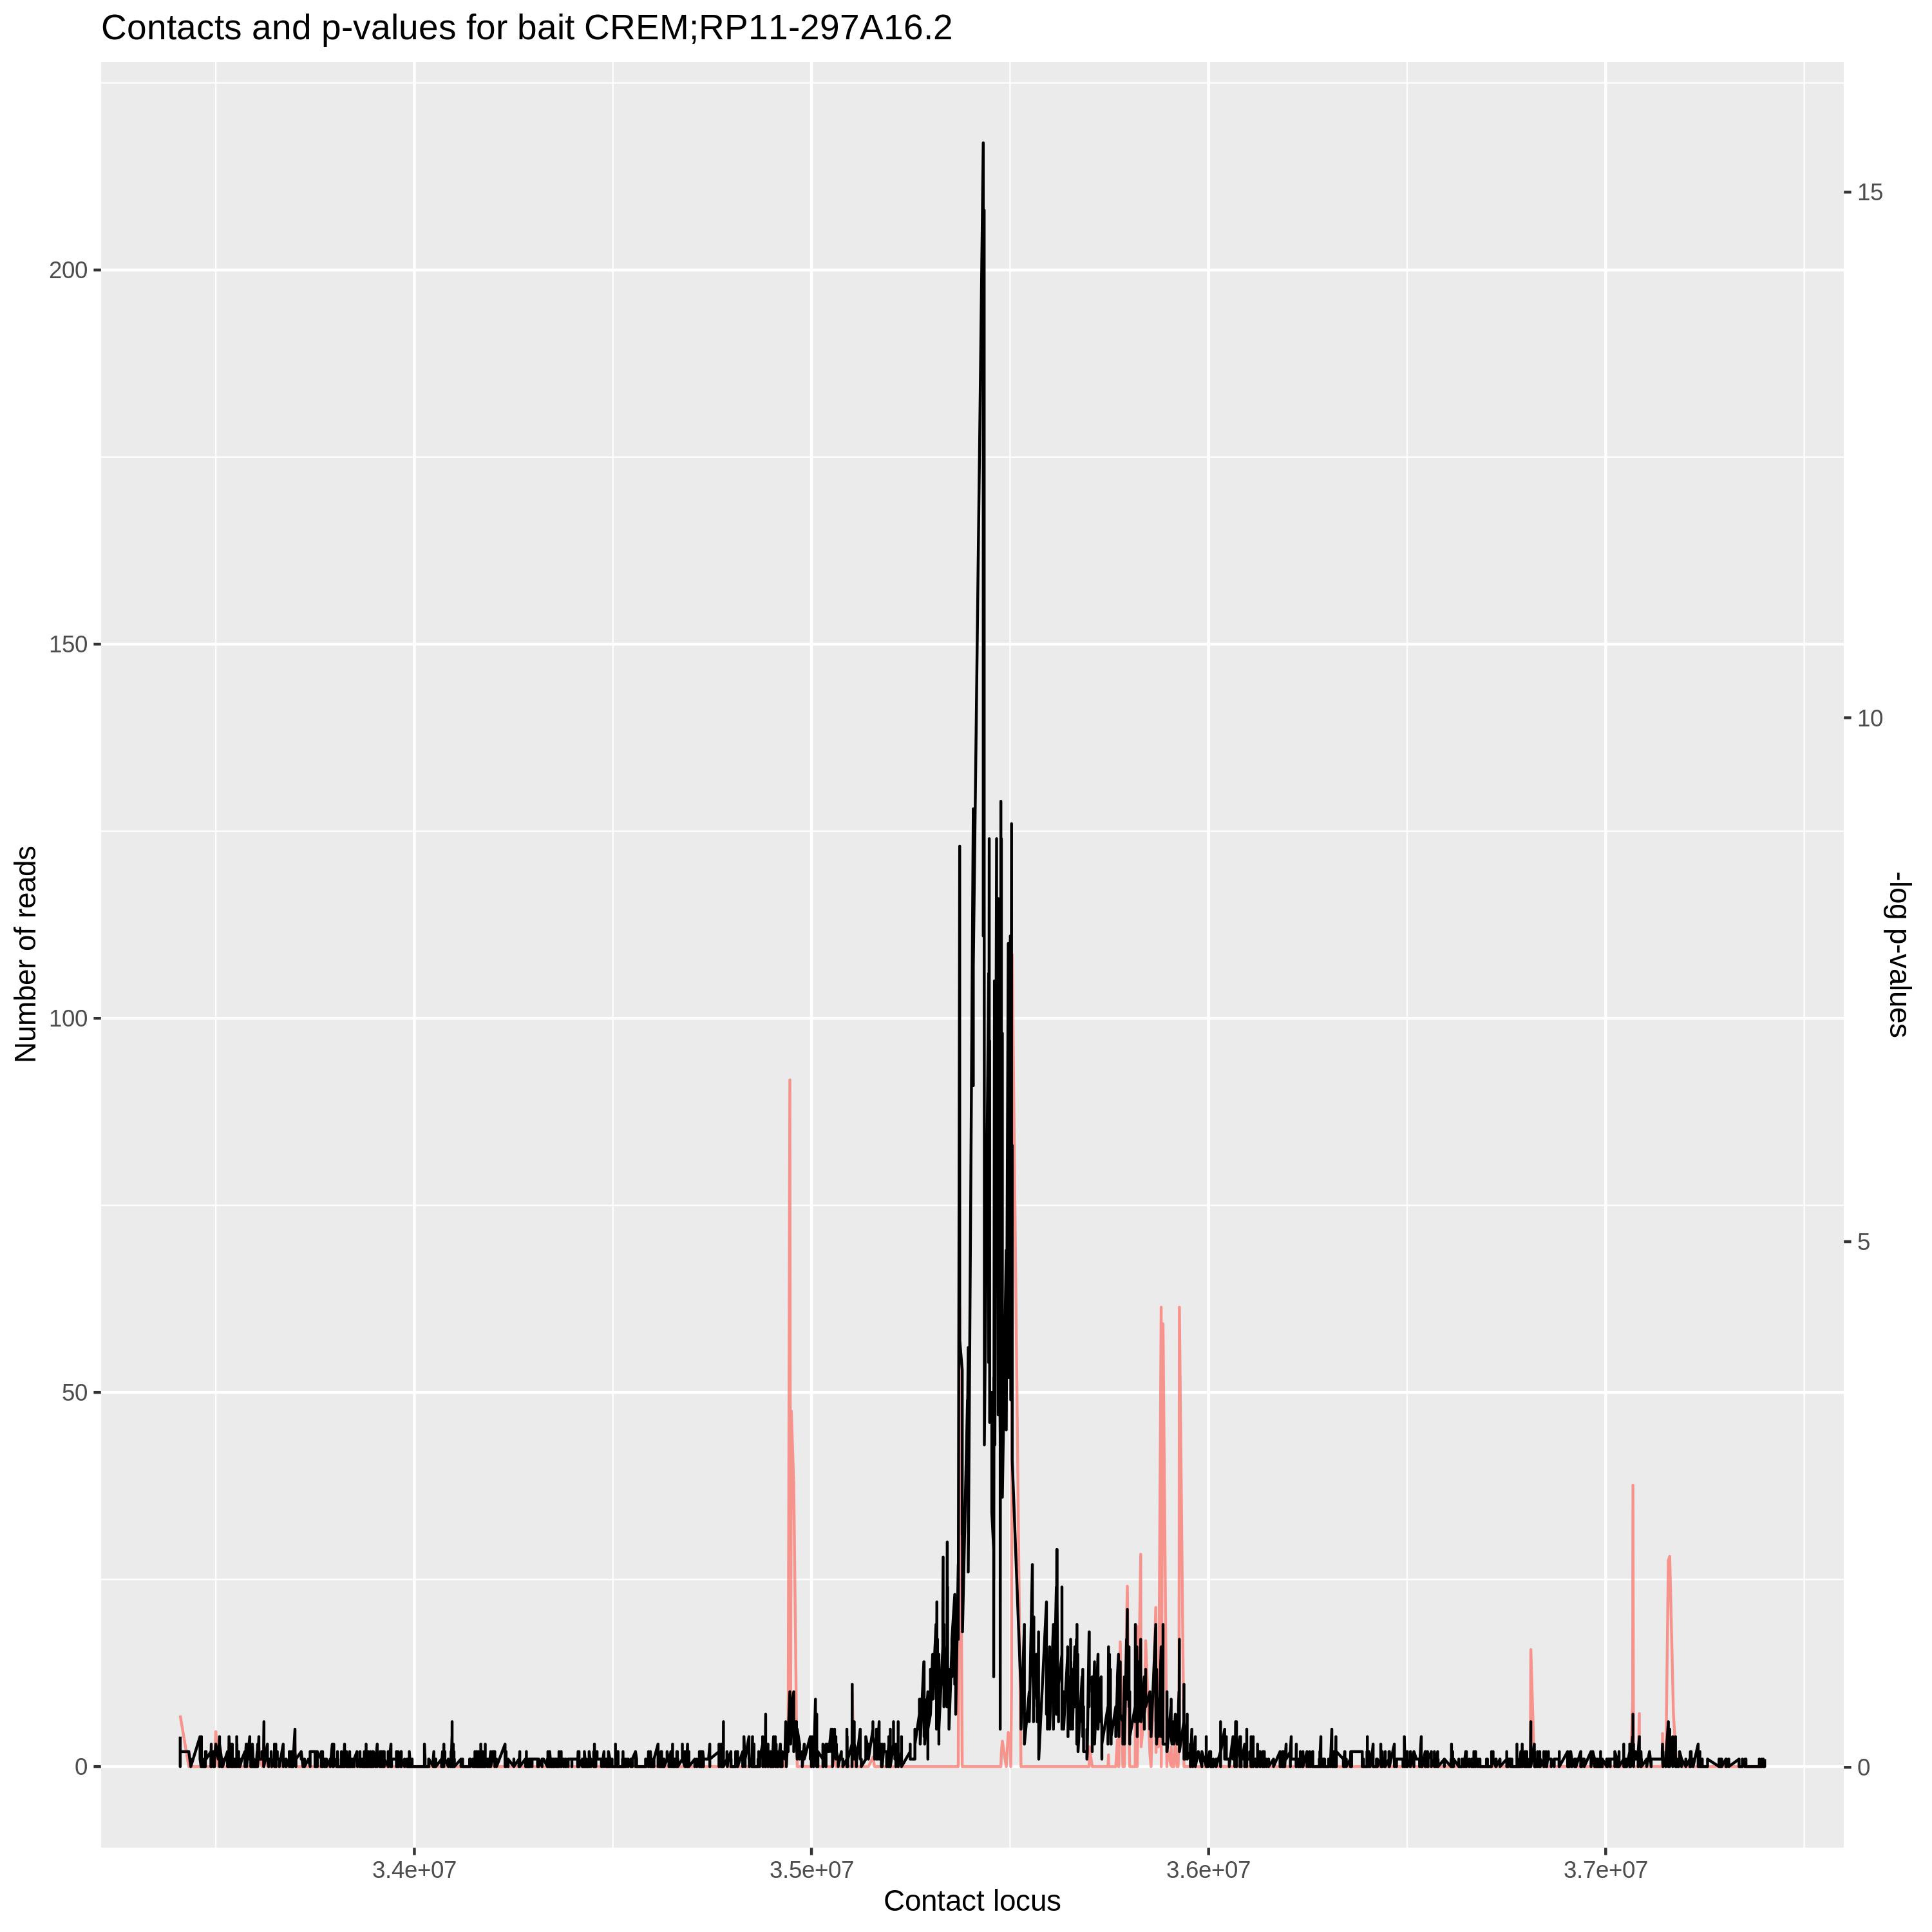 Contacts and p-values for bait CREM;RP11-297A16.2
200
150
100
50
0
Number of reads
15
10
5
0
-log p-values
3.4e+07
3.5e+07
3.6e+07
3.7e+07
Contact locus